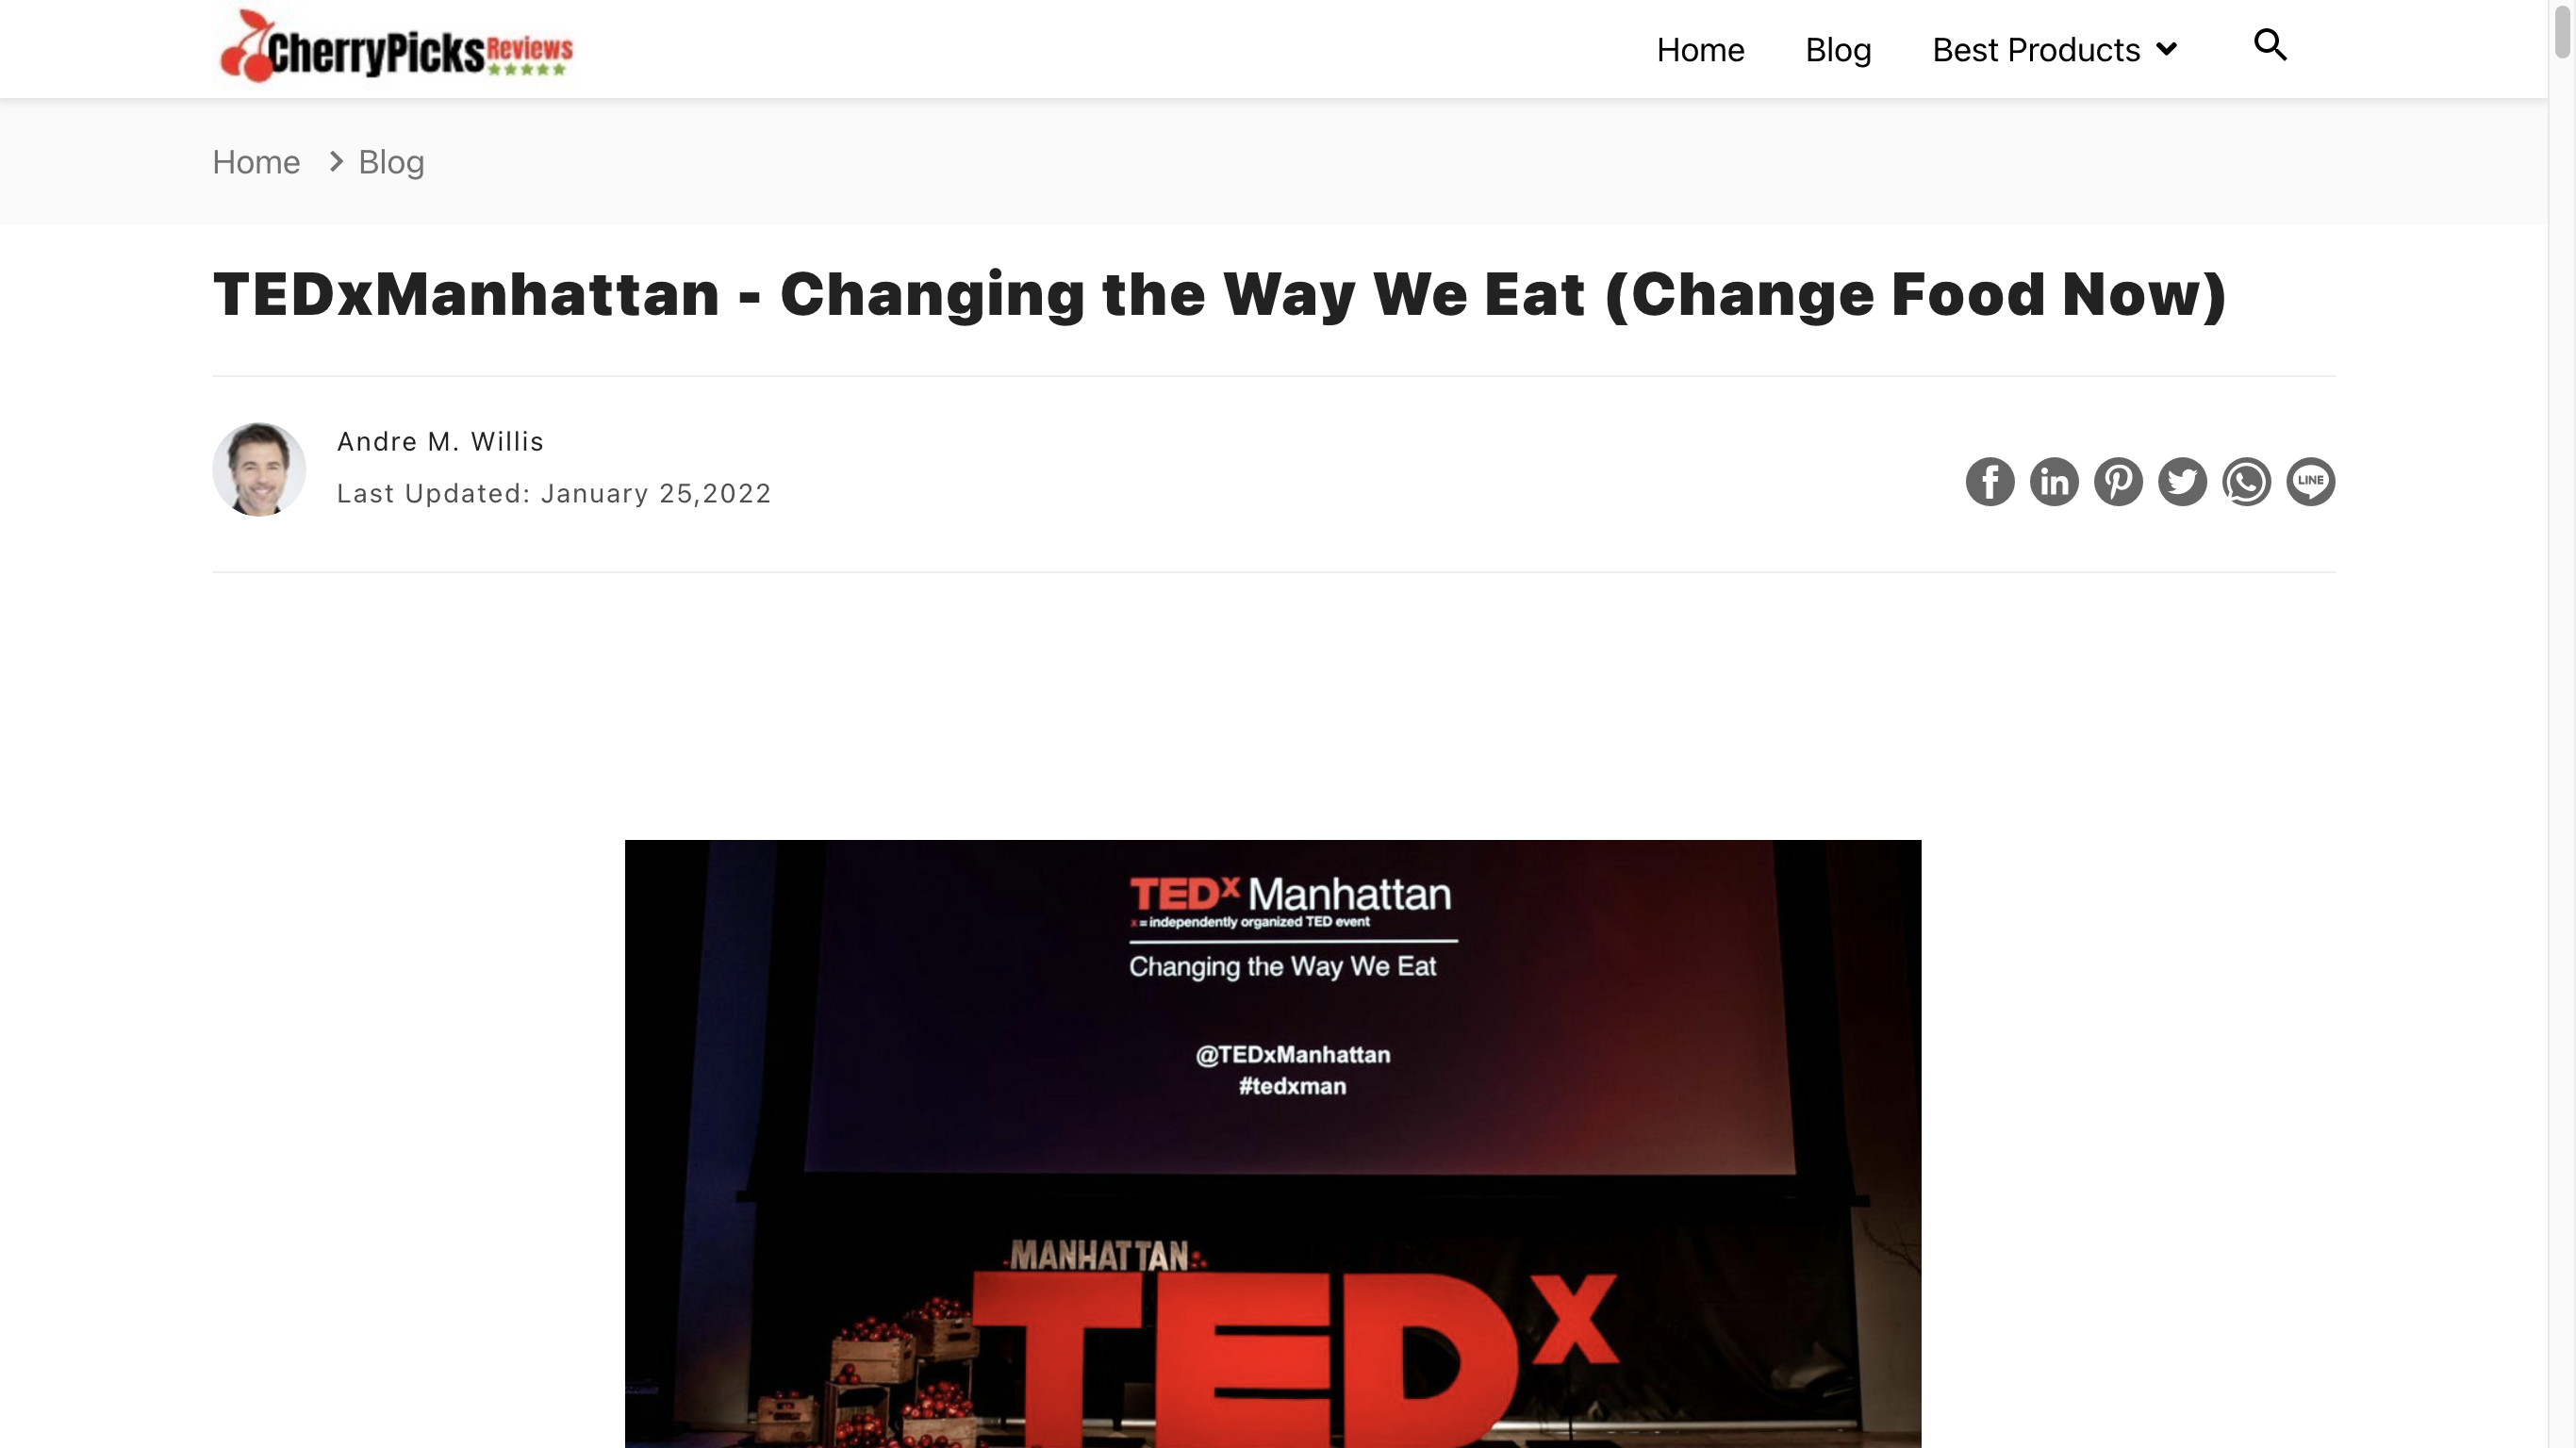 CherryPicks Reviews
Home
Blog
Best Products
Home
Blog
TEDxManhattan - Changing the Way We Eat (Change Food Now)
Andre M. Willis
Last Updated: January 25,2022
LINE
TEDx Manhattan
x = independently organized TED event
Changing the Way We Eat
@TEDxManhattan
#tedxman
MANHATTAN
TEDx